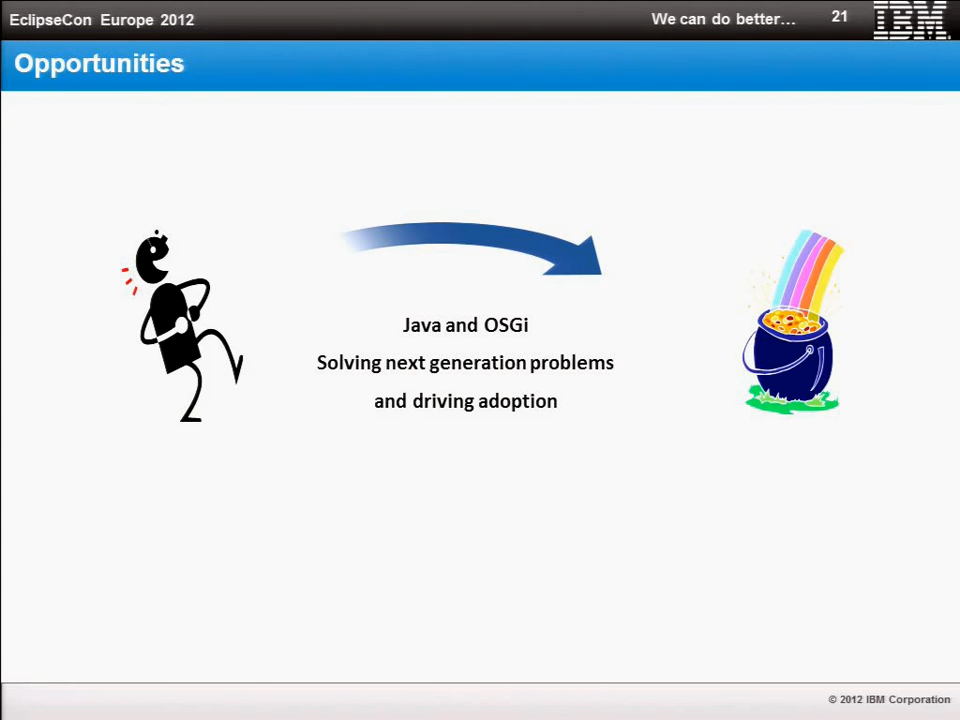 EclipseCon Europe 2012
We can do better...
21
IBM
Opportunities
Java and OSGi
Solving next generation problems
and driving adoption
© 2012 IBM Corporation